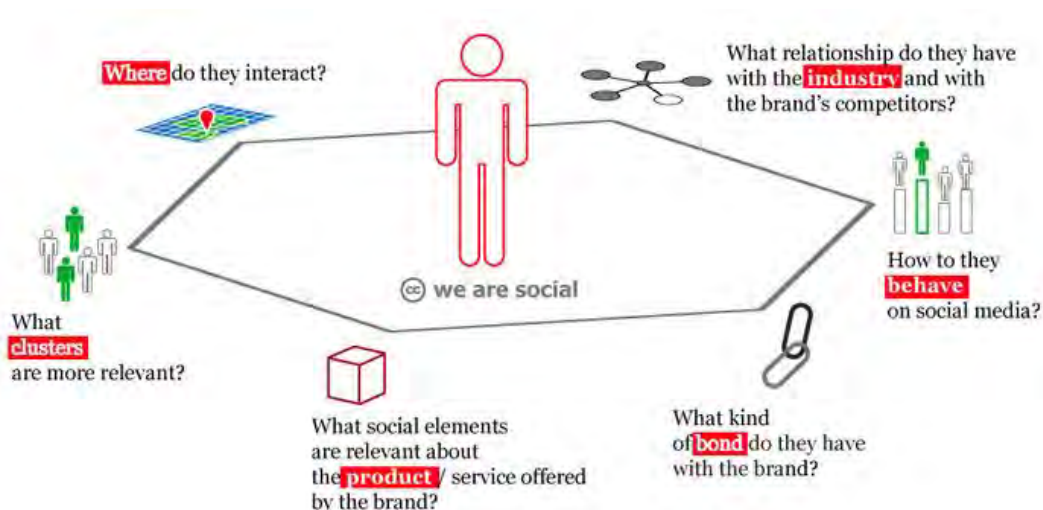 Where do they interact?
What relationship do they have
with the industry and with
the brand's competitors?
How to they
behave
on social media?
cc we are social
What
clusters
are more relevant?
What social elements
are relevant about
the product / service offered
by the brand?
What kind
of bond do they have
with the brand?